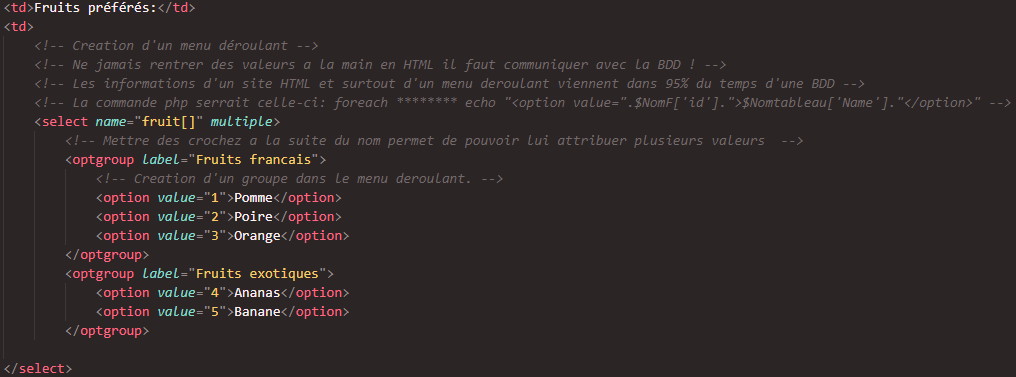 <td>Fruits préférés:</td>
<td>
<!-- Creation d'un menu déroulant -->
<!-- Ne jamais rentrer des valeurs a la main en HTML il faut communiquer avec la BDD ! -->
<!-- Les informations d'un site HTML et surtout d'un menu deroulant viennent dans 95% du temps d'une BDD -->
<!-- La commande php serrait celle-ci: foreach ******** echo "<option value=".$NomF['id'].">$Nomtableau['Name']."</option>" -->
<select name="fruit[]" multiple>
<!-- Mettre des crochez a la suite du nom permet de pouvoir lui attribuer plusieurs valeurs  -->
<optgroup label="Fruits francais">
<!-- Creation d'un groupe dans le menu deroulant. -->
<option value="1">Pomme</option>
<option value="2">Poire</option>
<option value="3">Orange</option>
</optgroup>
<optgroup label="Fruits exotiques">
<option value="4">Ananas</option>
<option value="5">Banane</option>
</optgroup>
</select>